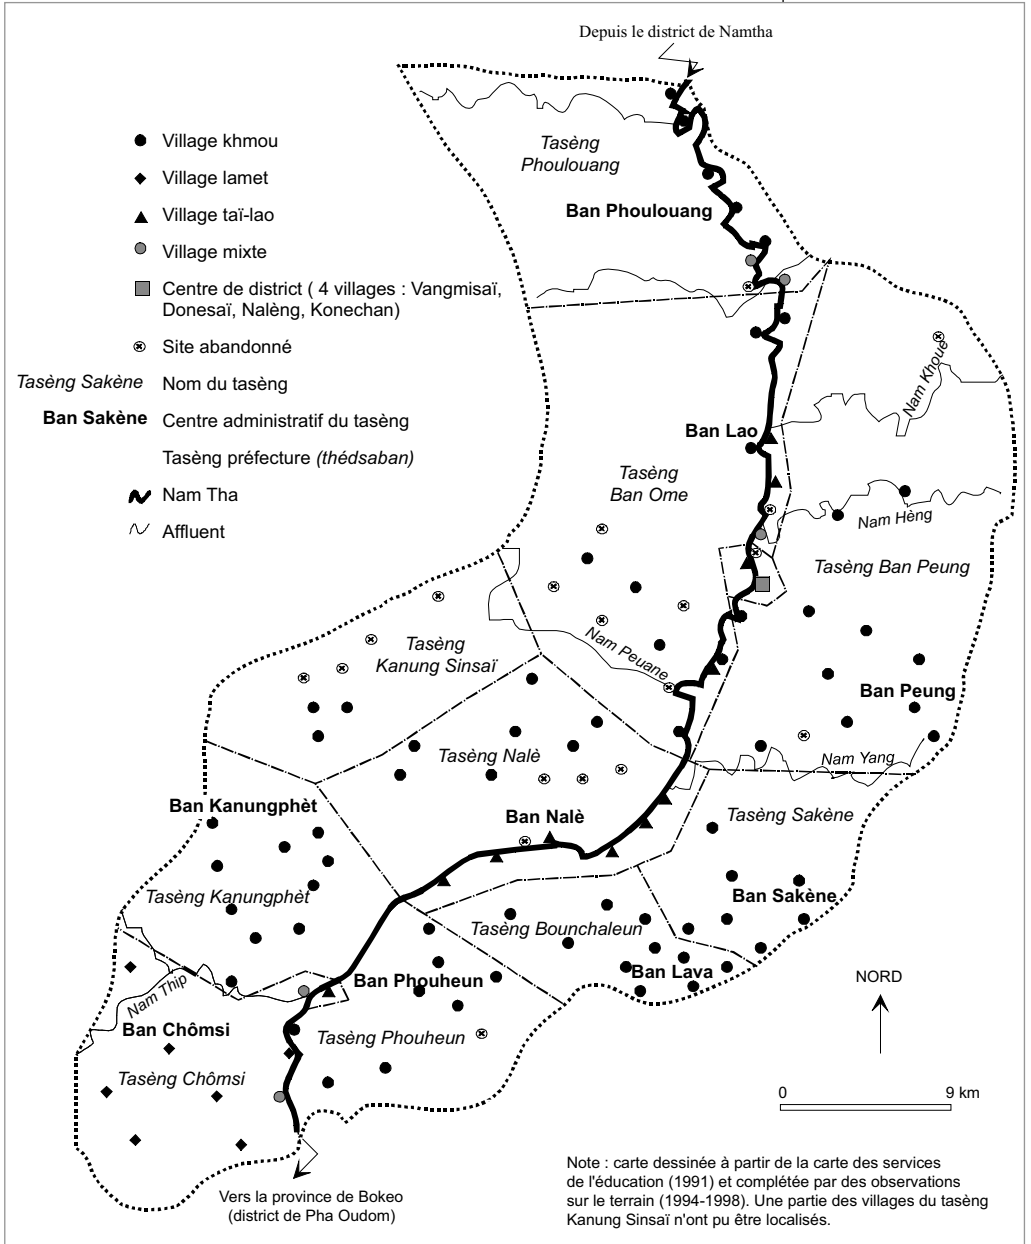 Depuis le district de Namtha
Village khmou
Village lamet
Village taï-lao
Village mixte
Centre de district ( 4 villages : Vangmisaï,
Donesaï, Nalèng, Konechan)
Site abandonné
Tasèng Sakène Nom du tasèng
Ban Sakène Centre administratif du tasèng
Tasèng préfecture (thédsaban)
Nam Tha
Affluent
Tasèng
Phoulouang
Ban Phoulouang
Nam Khoue
Ban Lao
Tasèng
Ban Ome
Nam Hèng
Tasèng Ban Peung
Tasèng
Kanung Sinsaï
Nam Peuane
Ban Peung
Tasèng Nalè
Nam Yang
Ban Kanungphèt
Ban Nalè
Tasèng Sakène
Tasèng Kanungphèt
Ban Sakène
Tasèng Bounchaleun
Ban Lava
Ban Phouheun
Nam Thip
Ban Chômsi
Tasèng Phouheun
Tasèng Chômsi
NORD
0 9 km
Vers la province de Bokeo
(district de Pha Oudom)
Note : carte dessinée à partir de la carte des services
de l'éducation (1991) et complétée par des observations
sur le terrain (1994-1998). Une partie des villages du tasèng
Kanung Sinsaï n'ont pu être localisés.